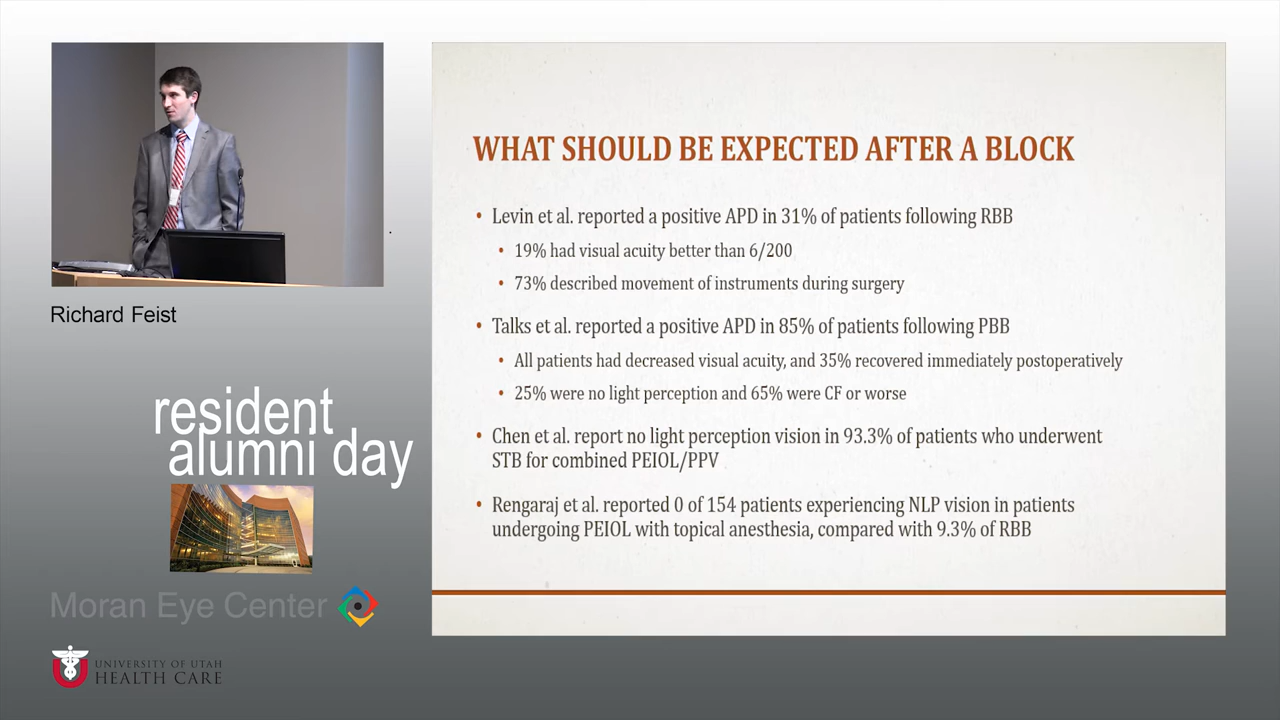 Richard Feist
resident
alumni day
Moran Eye Center
UNIVERSITY OF UTAH
HEALTH CARE
WHAT SHOULD BE EXPECTED AFTER A BLOCK
• Levin et al. reported a positive APD in 31% of patients following RBB
• 19% had visual acuity better than 6/200
• 73% described movement of instruments during surgery
• Talks et al. reported a positive APD in 85% of patients following PBB
• All patients had decreased visual acuity, and 35% recovered immediately postoperatively
• 25% were no light perception and 65% were CF or worse
• Chen et al. report no light perception vision in 93.3% of patients who underwent
STB for combined PEIOL/PPV
• Rengaraj et al. reported 0 of 154 patients experiencing NLP vision in patients
undergoing PEIOL with topical anesthesia, compared with 9.3% of RBB